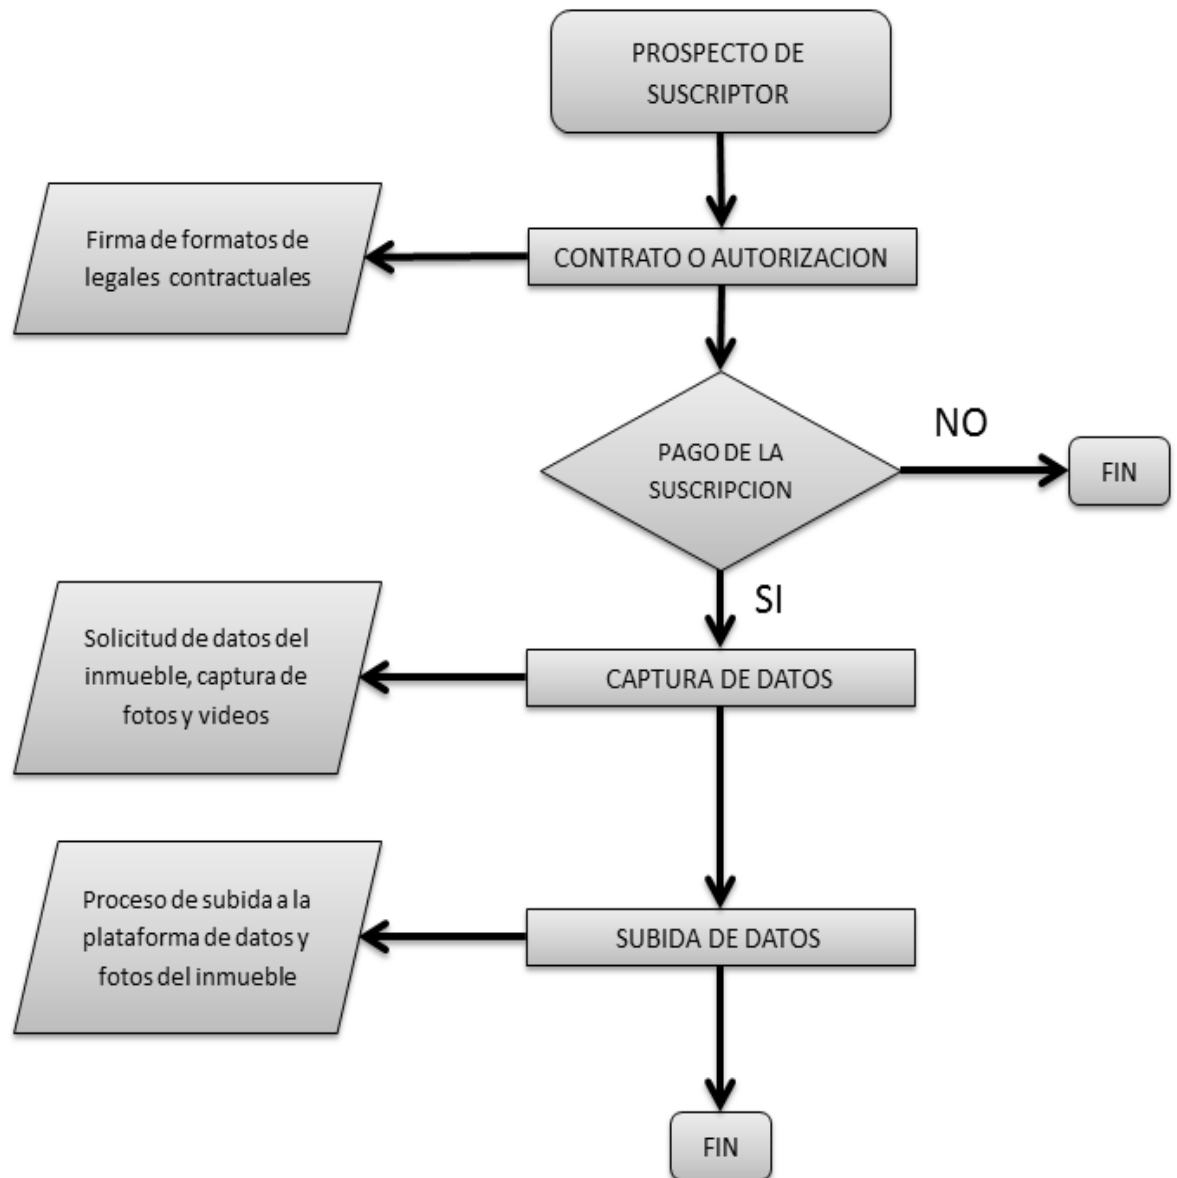 PROSPECTO DE
SUSCRIPTOR
Firma de formatos de
legales contractuales
CONTRATO O AUTORIZACION
PAGO DE LA
SUSCRIPCION
NO
FIN
SI
Solicitud de datos del
inmueble, captura de
fotos y videos
CAPTURA DE DATOS
Proceso de subida a la
plataforma de datos y
fotos del inmueble
SUBIDA DE DATOS
FIN